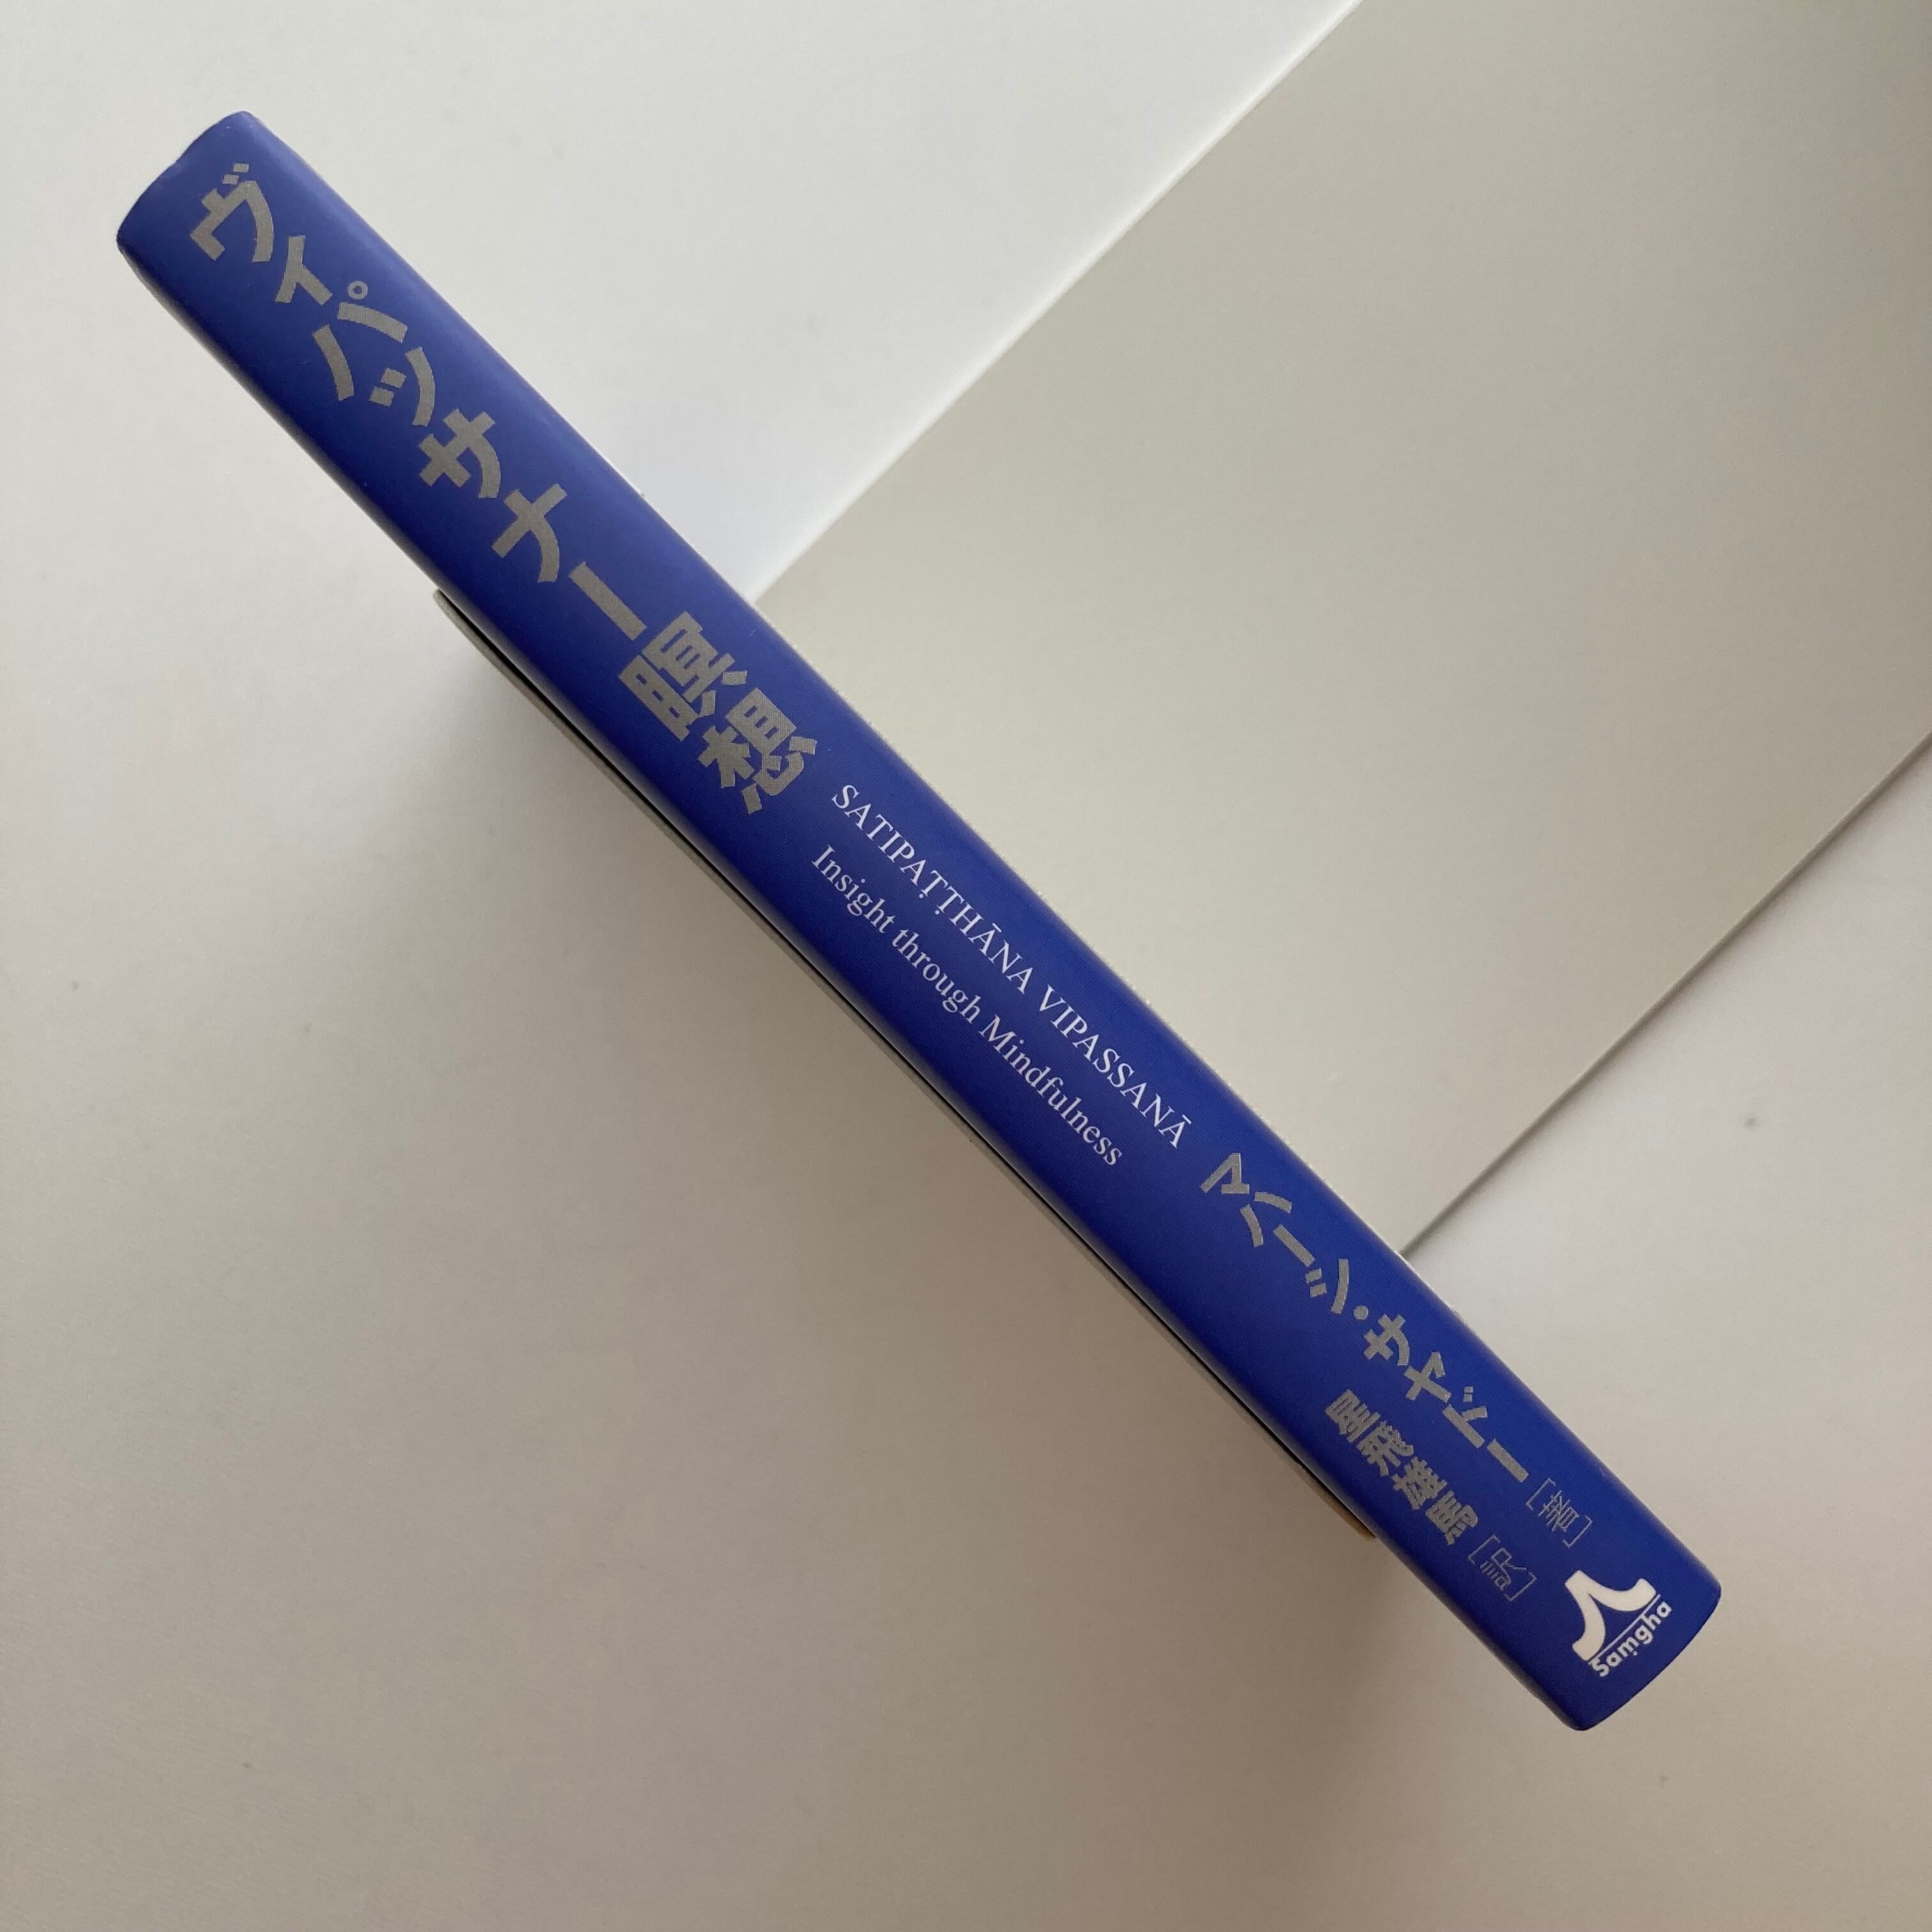 ヴィパッサナー瞑想
SATIPAṬṬHĀNA VIPASSANĀ
Insight through Mindfulness
マハーシ・サヤドー［著］
星飛雄馬［訳］
Saṃgha